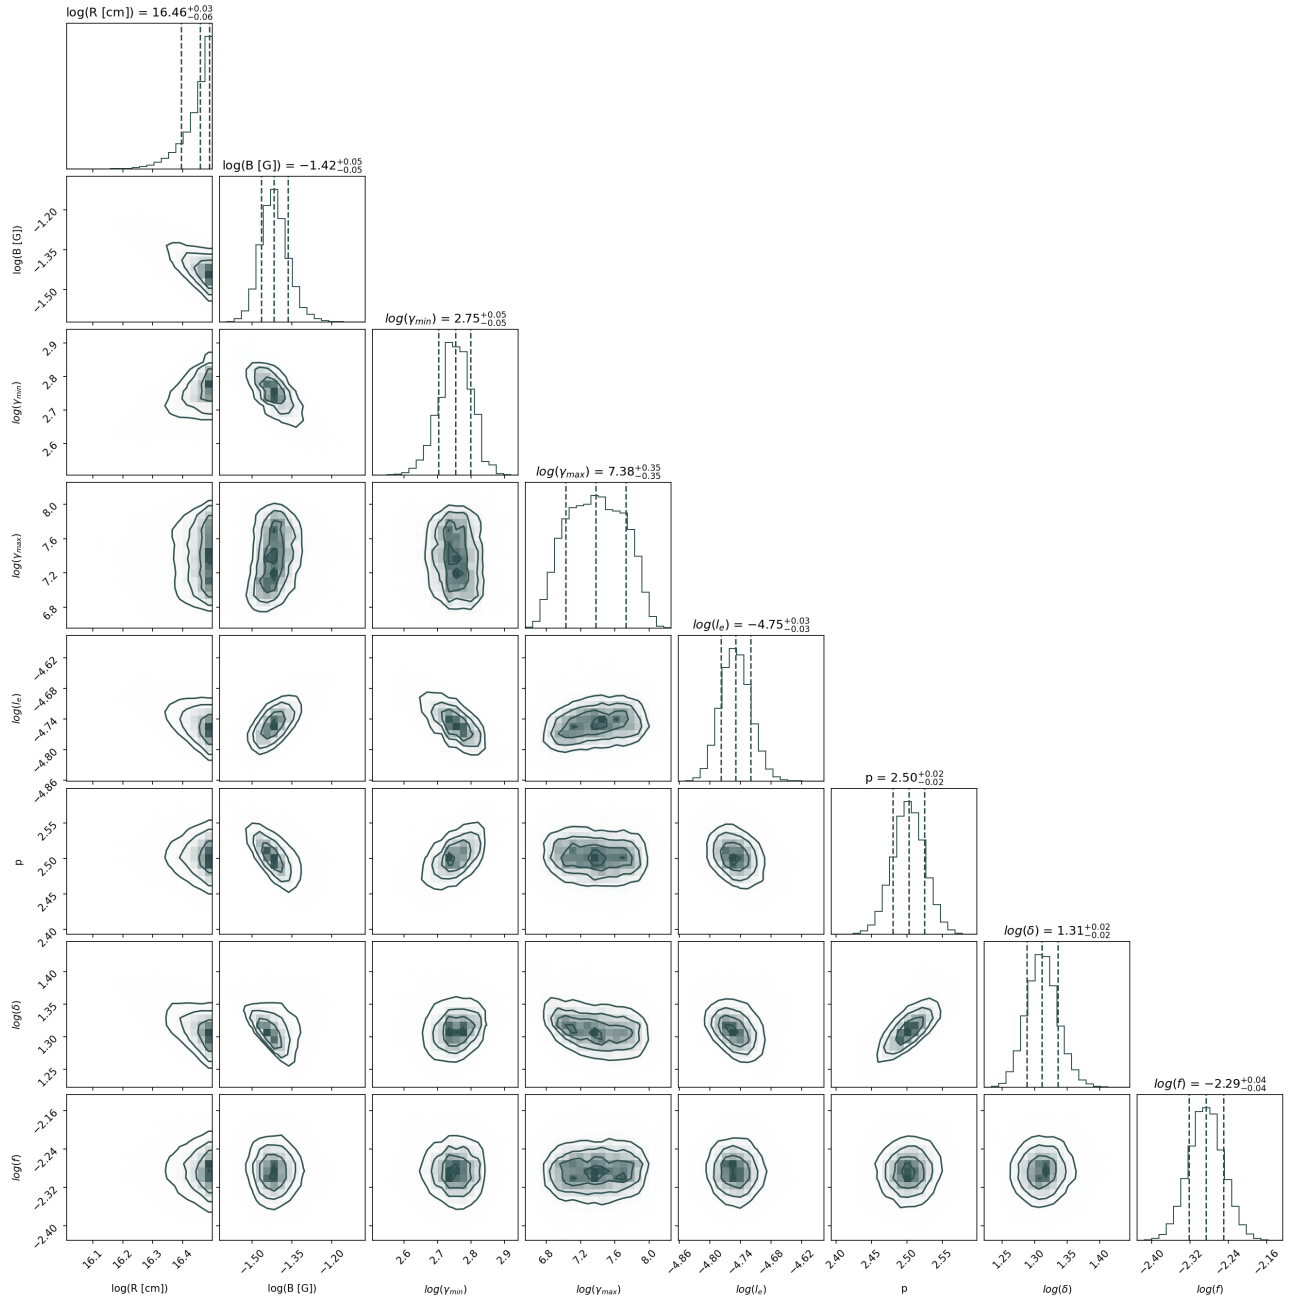 log(R [cm]) = 16.46+0.03 −0.06
log(B [G]) = −1.42+0.05 −0.05
−1.20
−1.35
−1.50
log(B [G])
log(γmin) = 2.75+0.05 −0.05
2.9
2.8
2.7
2.6
log(γmin)
log(γmax) = 7.38+0.35 −0.35
8.0
7.6
7.2
6.8
log(γmax)
log(le) = −4.75+0.03 −0.03
−4.62
−4.68
−4.74
−4.80
−4.86
log(le)
p = 2.50+0.02 −0.02
2.55
2.50
2.45
2.40
p
log(δ) = 1.31+0.02 −0.02
1.40
1.35
1.30
1.25
log(δ)
log(f) = −2.29+0.04 −0.04
−2.16
−2.24
−2.32
−2.40
log(f)
16.1 16.2 16.3 16.4 −1.50 −1.35 −1.20 2.6 2.7 2.8 2.9 6.8 7.2 7.6 8.0 −4.86 −4.80 −4.74 −4.68 −4.62 2.40 2.45 2.50 2.55 1.25 1.30 1.35 1.40 −2.40 −2.32 −2.24 −2.16
log(R [cm]) log(B [G]) log(γmin) log(γmax) log(le) p log(δ) log(f)